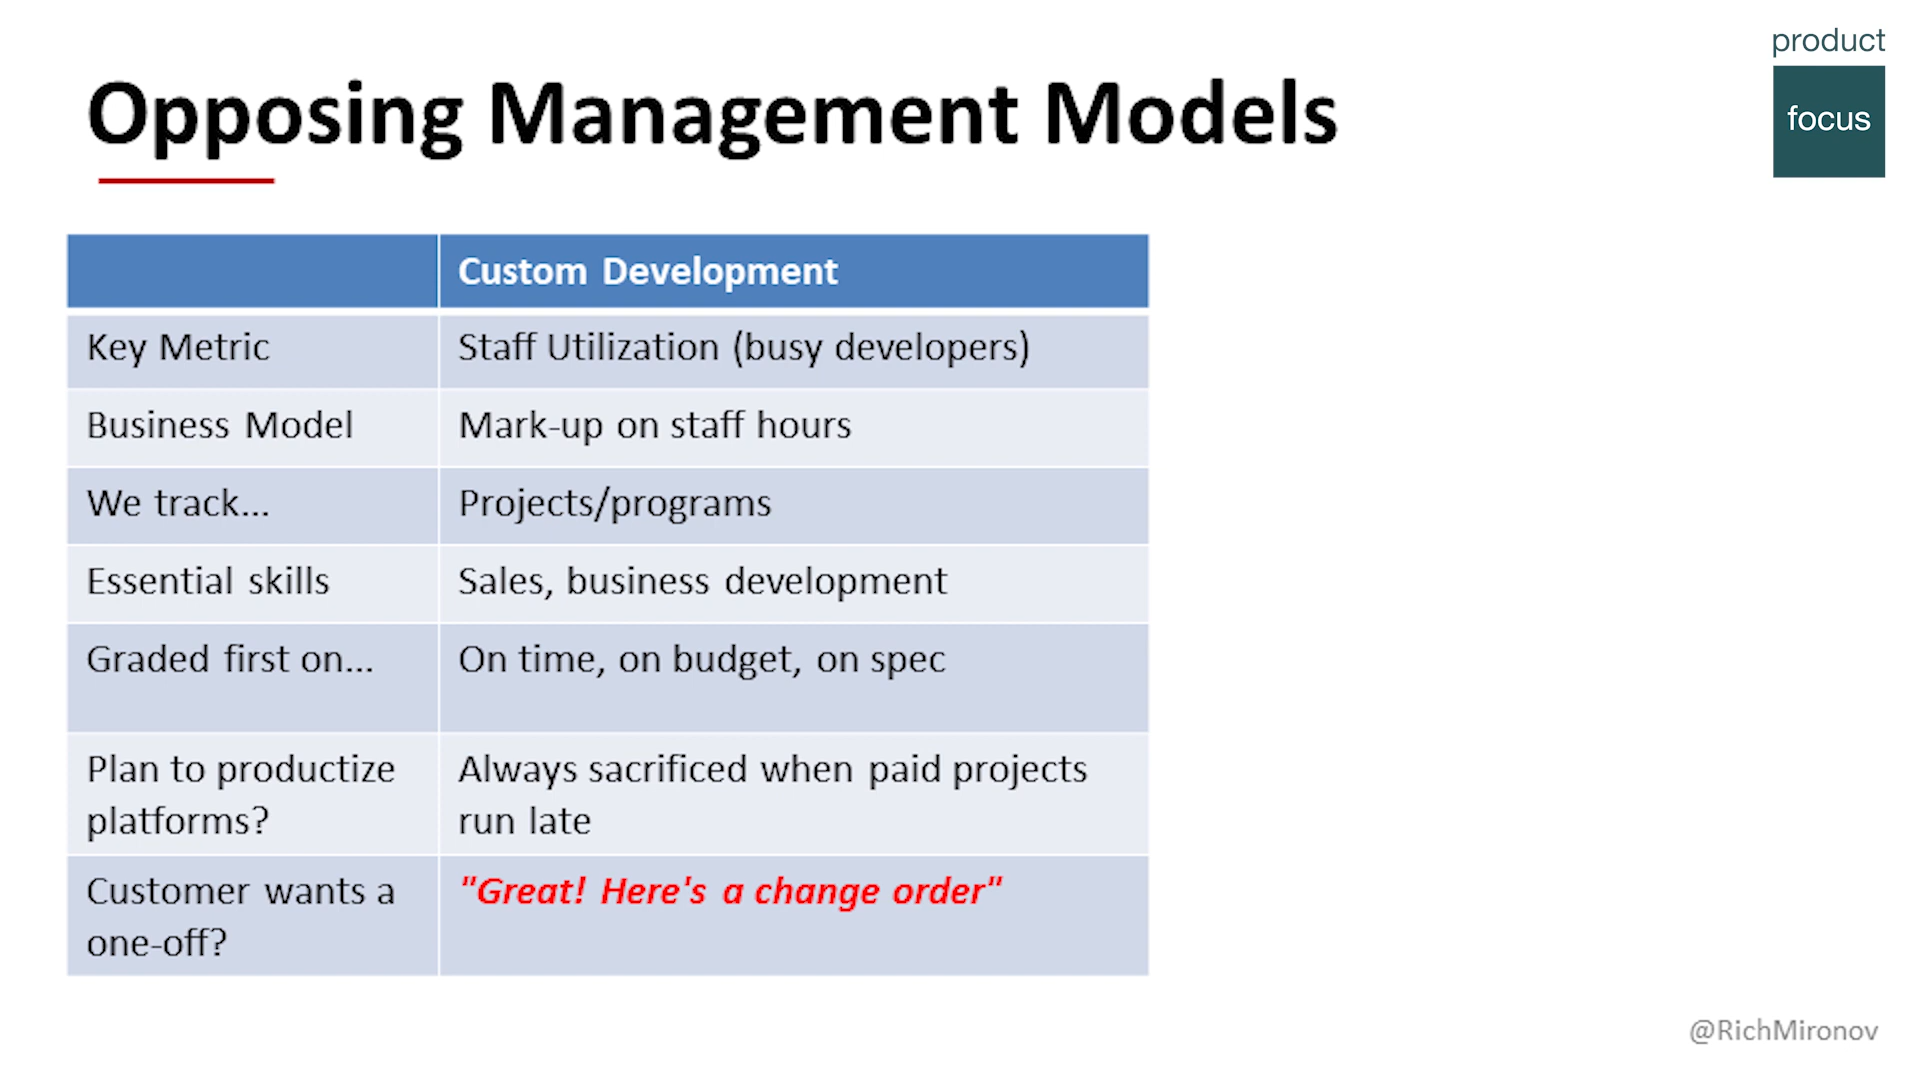 product
focus
Opposing Management Models
Custom Development
Key Metric
Staff Utilization (busy developers)
Business Model
Mark-up on staff hours
We track...
Projects/programs
Essential skills
Sales, business development
Graded first on...
On time, on budget, on spec
Plan to productize
platforms?
Always sacrificed when paid projects
run late
Customer wants a
one-off?
"Great! Here's a change order"
@RichMironov